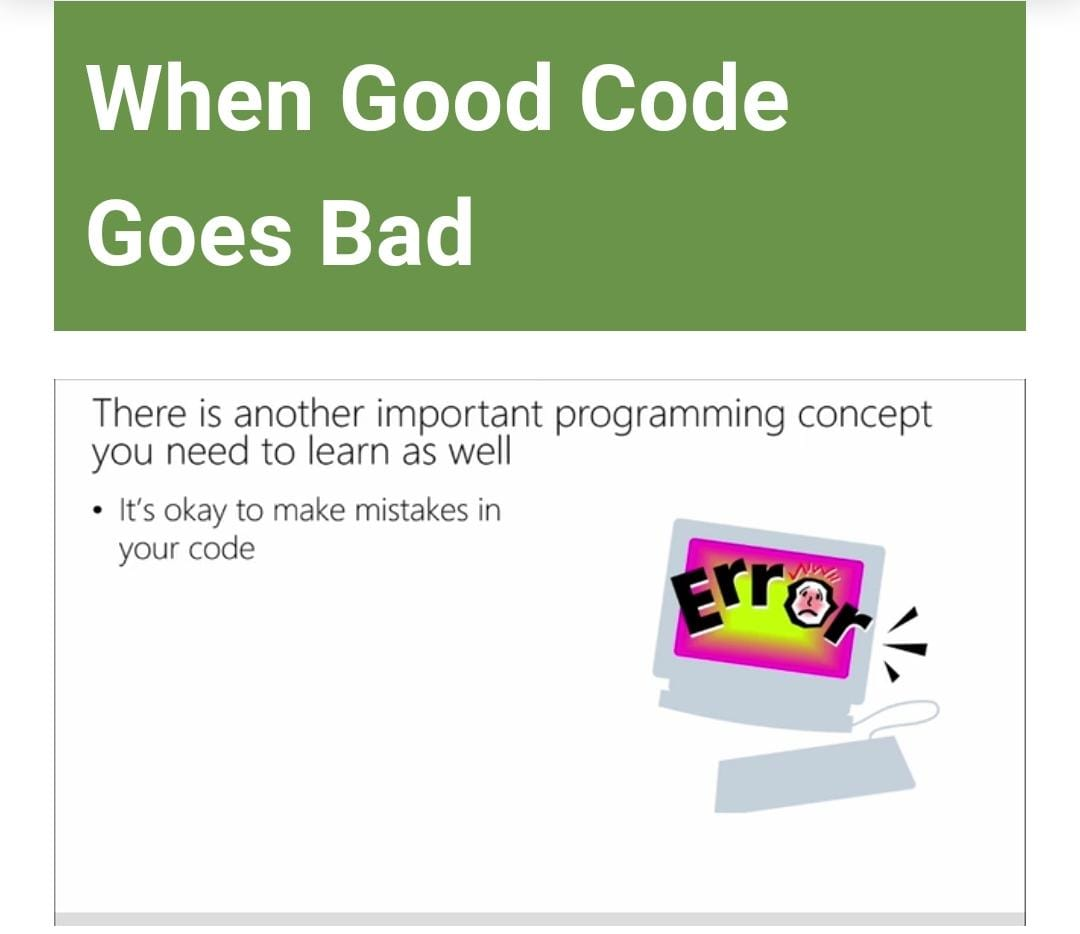 When Good Code
Goes Bad
There is another important programming concept
you need to learn as well
• It's okay to make mistakes in
your code
Error